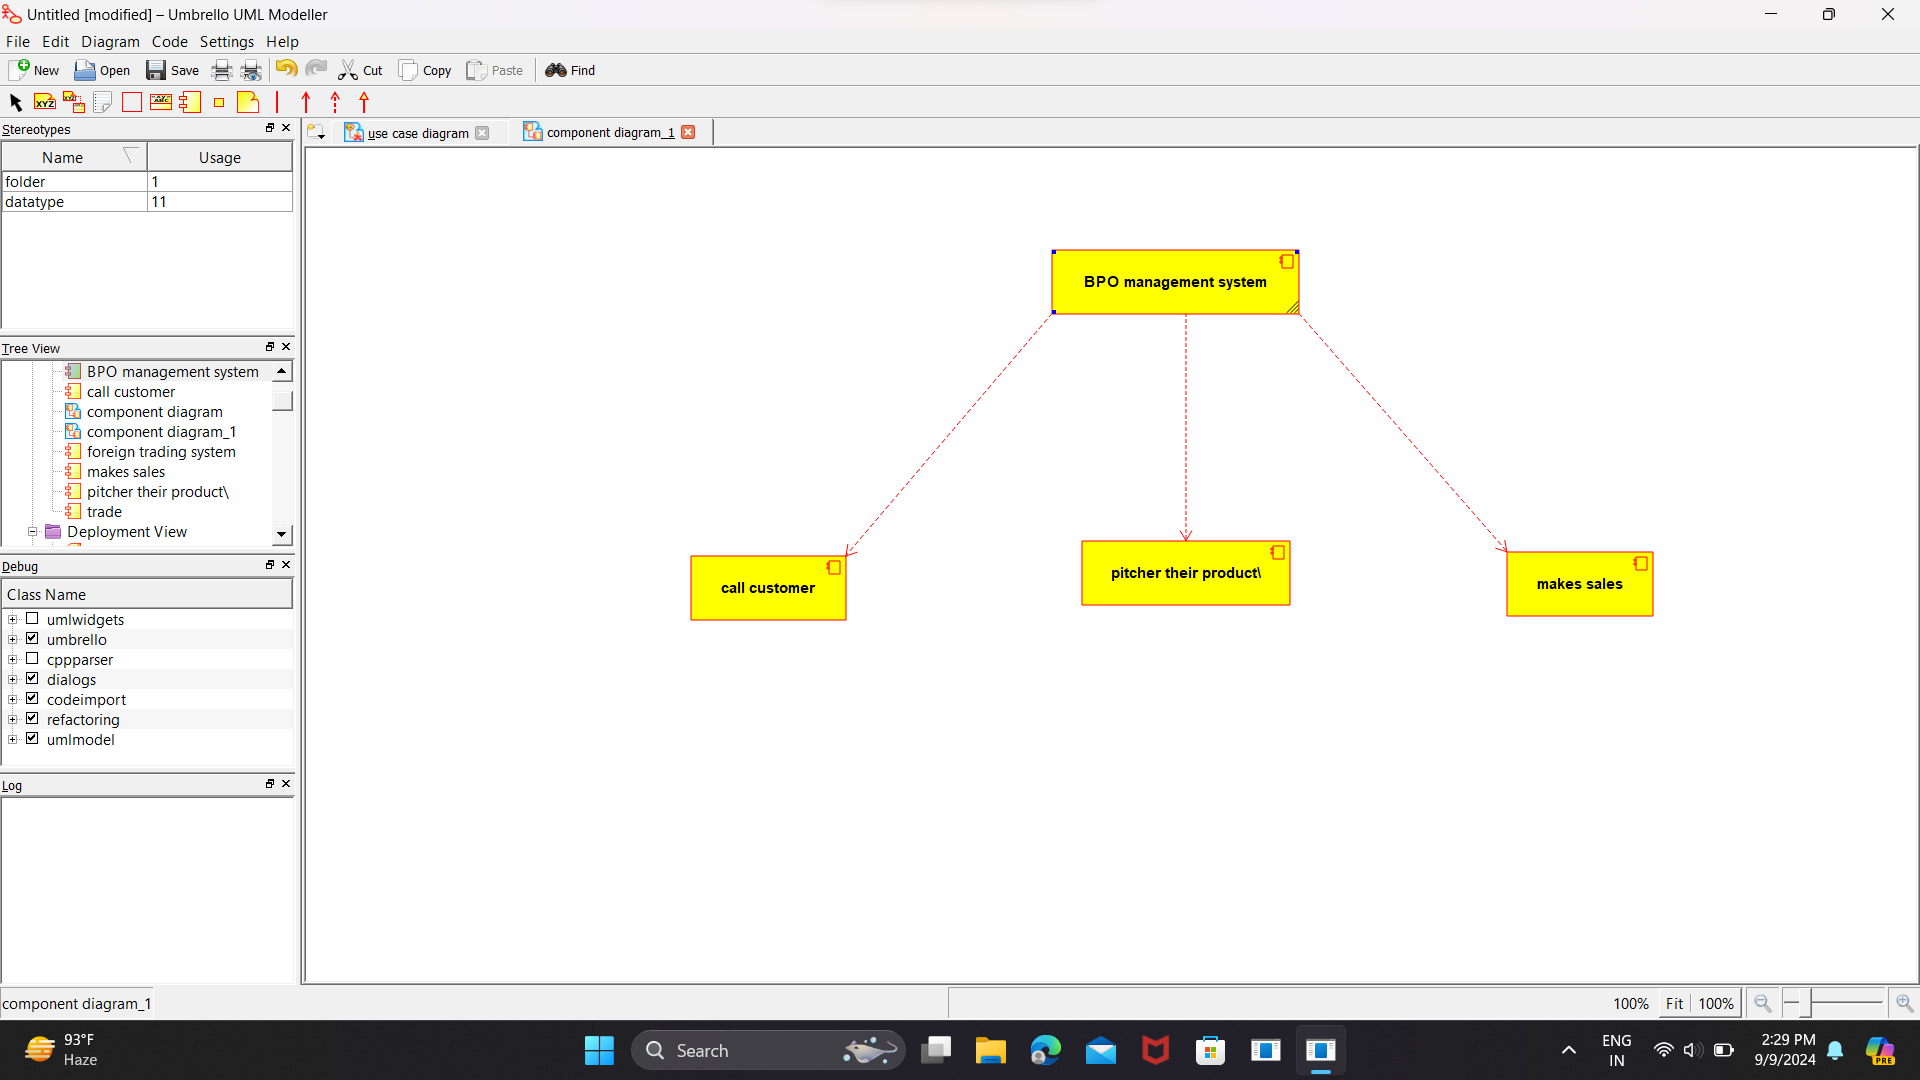 Untitled [modified] – Umbrello UML Modeller
File Edit Diagram Code Settings Help
New Open Save Cut Copy Paste Find
XYZ XYZ ABC
Stereotypes
use case diagram component diagram_1
Name Usage
folder 1
datatype 11
BPO management system
Tree View
BPO management system
call customer
component diagram
component diagram_1
foreign trading system
makes sales
pitcher their product\
trade
Deployment View
call customer
pitcher their product\
makes sales
Debug
Class Name
umlwidgets
umbrello
cppparser
dialogs
codeimport
refactoring
umlmodel
Log
component diagram_1
100% Fit 100%
93°F
Haze
Search
ENG
IN
2:29 PM
9/9/2024
PRE